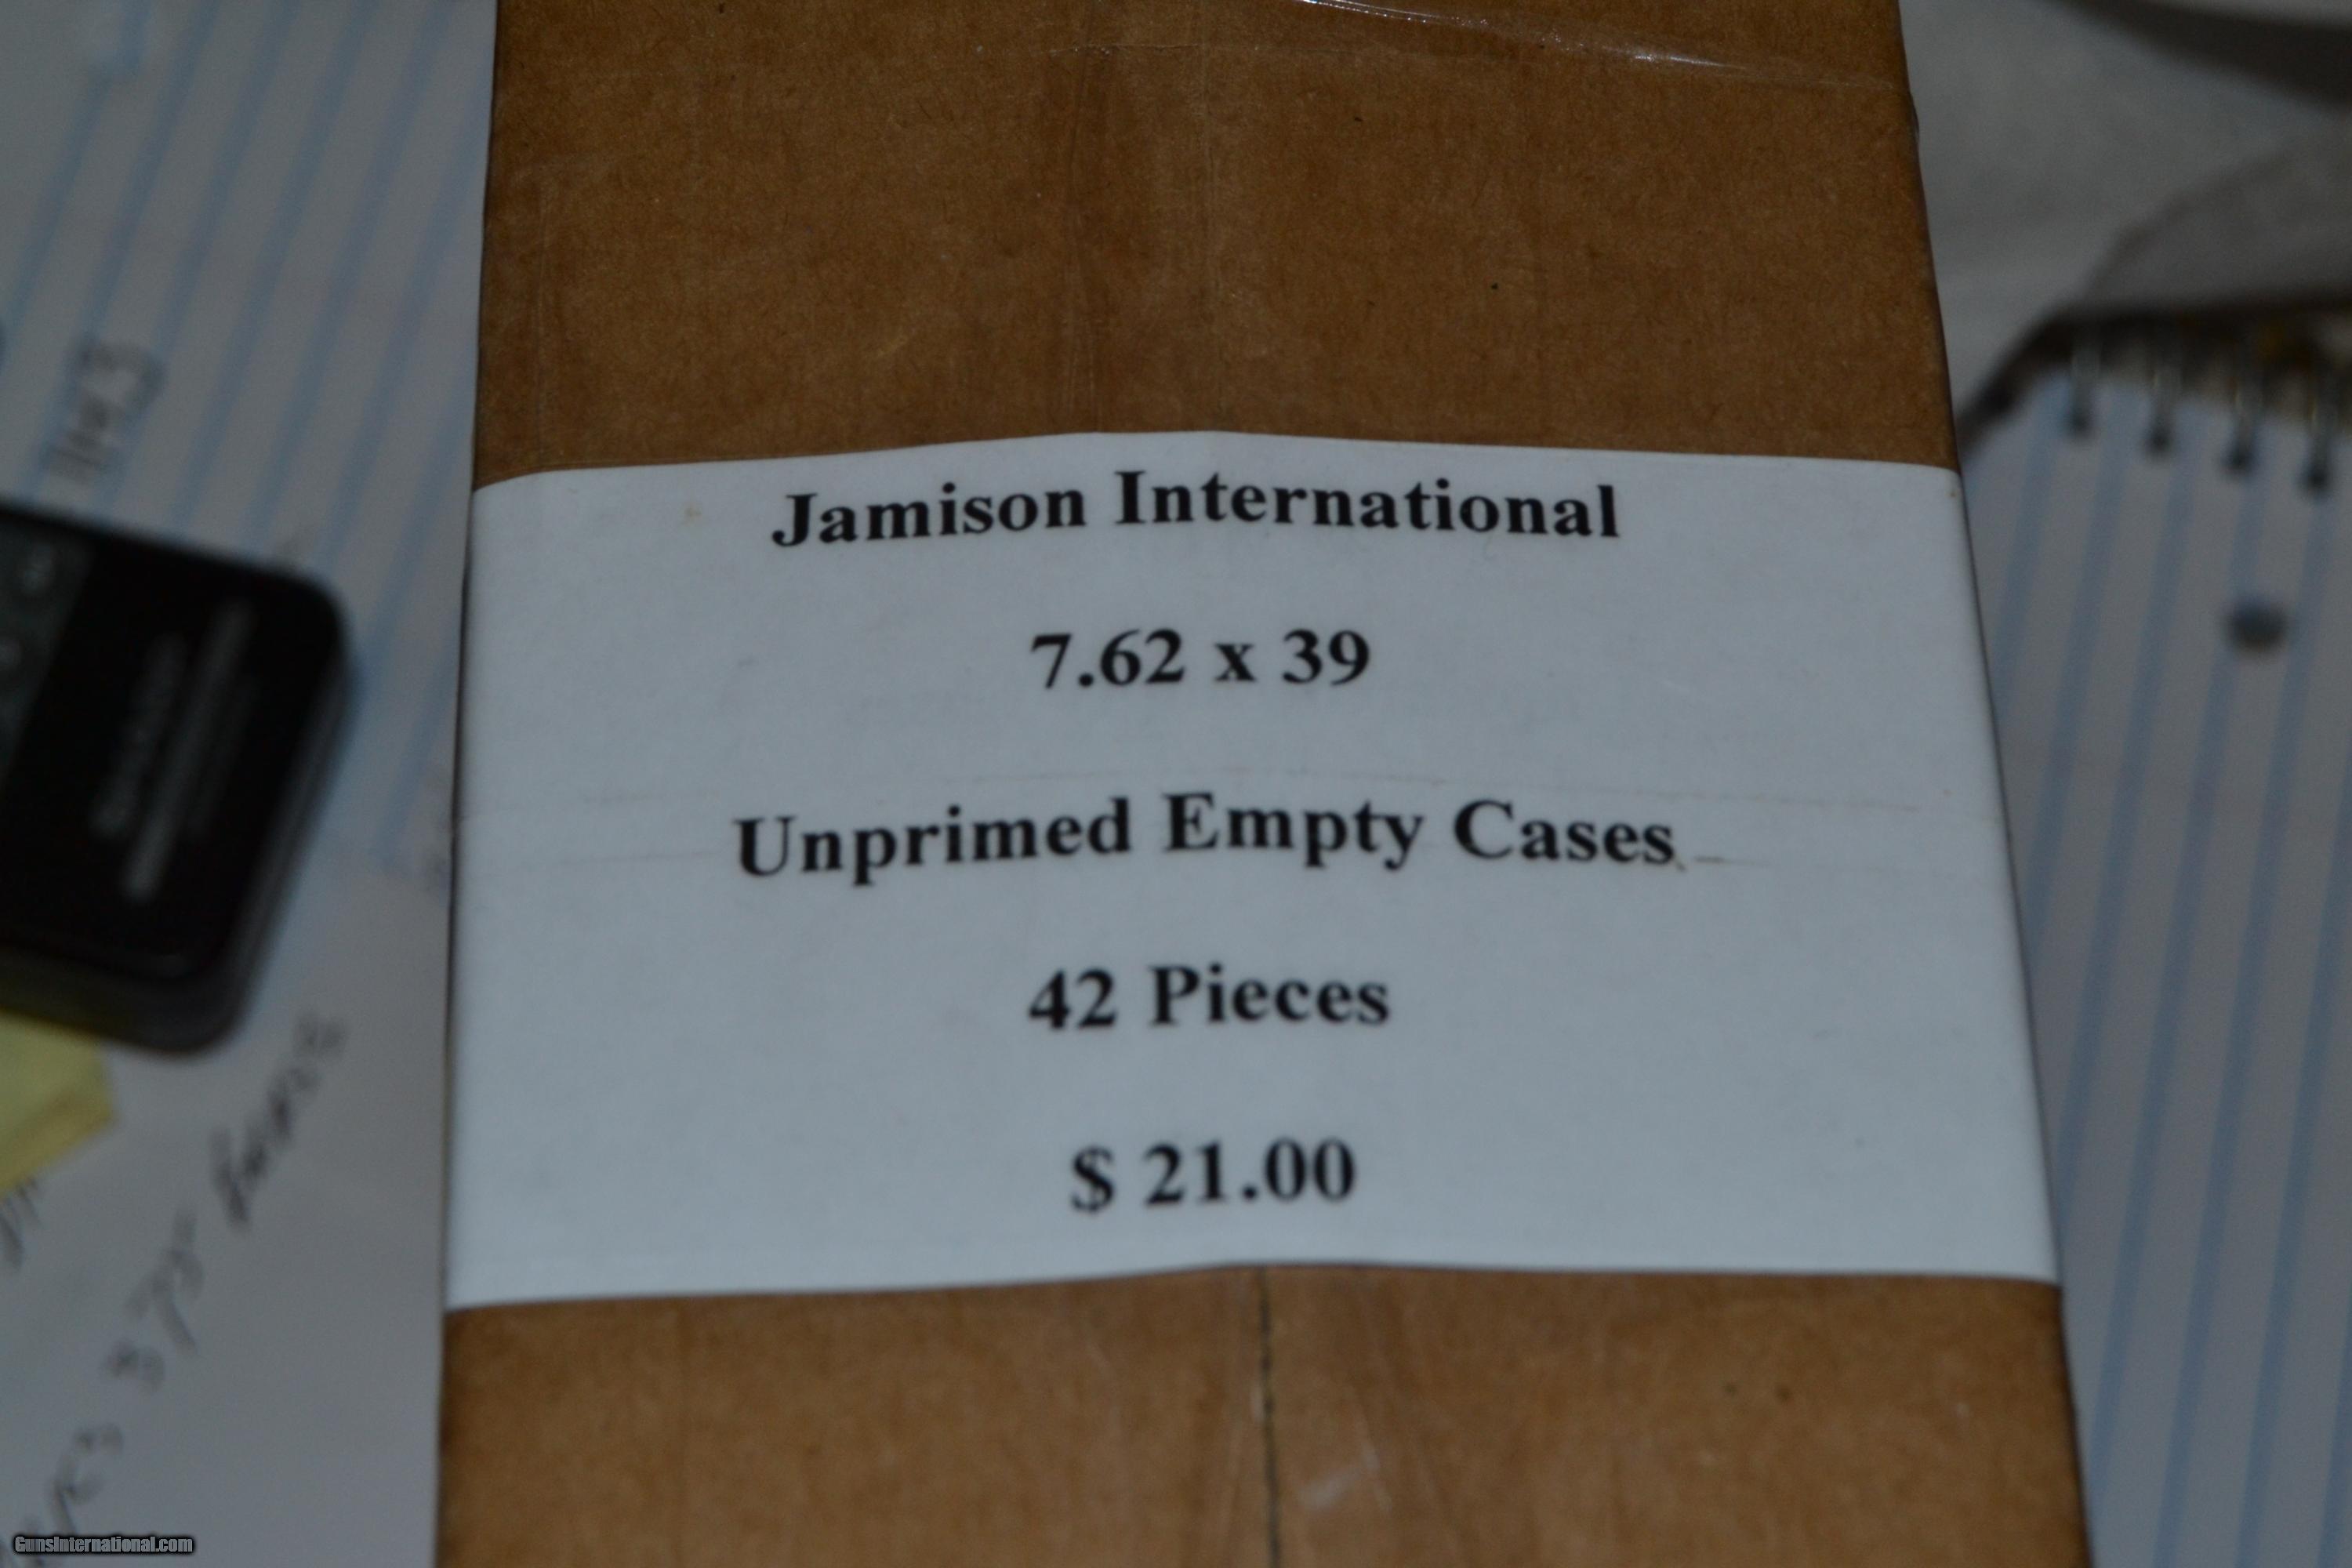 Jamison International
7.62 x 39
Unprimed Empty Cases
42 Pieces
$ 21.00
GunsInternational.com